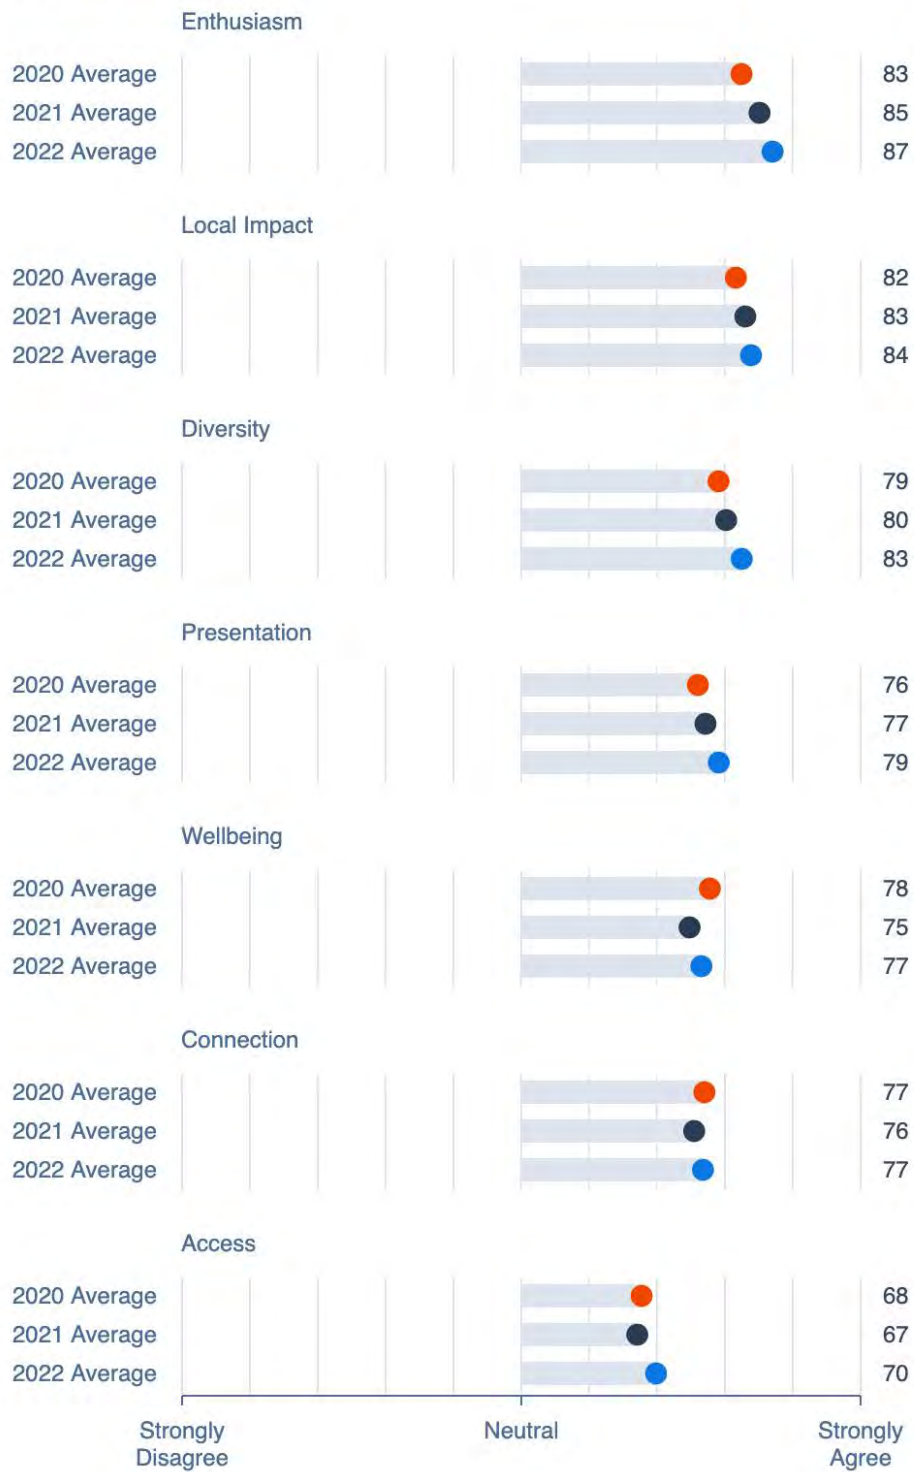 Enthusiasm
2020 Average 83
2021 Average 85
2022 Average 87
Local Impact
2020 Average 82
2021 Average 83
2022 Average 84
Diversity
2020 Average 79
2021 Average 80
2022 Average 83
Presentation
2020 Average 76
2021 Average 77
2022 Average 79
Wellbeing
2020 Average 78
2021 Average 75
2022 Average 77
Connection
2020 Average 77
2021 Average 76
2022 Average 77
Access
2020 Average 68
2021 Average 67
2022 Average 70
Strongly Neutral Strongly
Disagree Agree